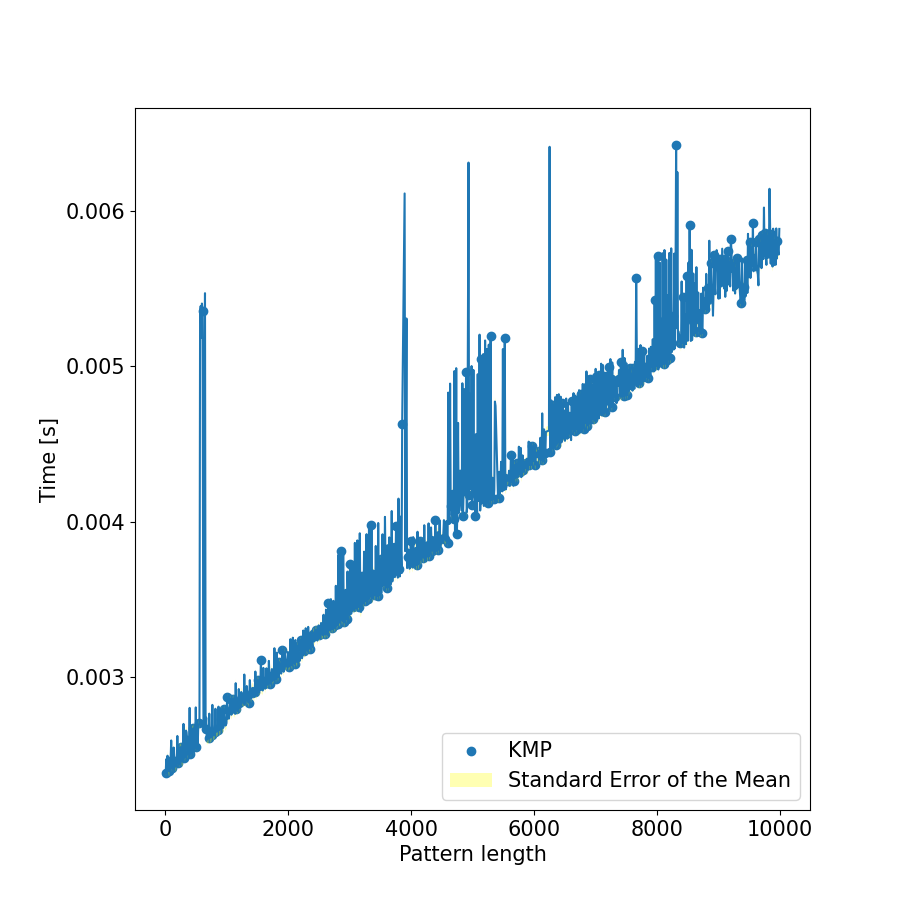 0.006
0.005
0.004
0.003
Time [s]
KMP
Standard Error of the Mean
0 2000 4000 6000 8000 10000
Pattern length